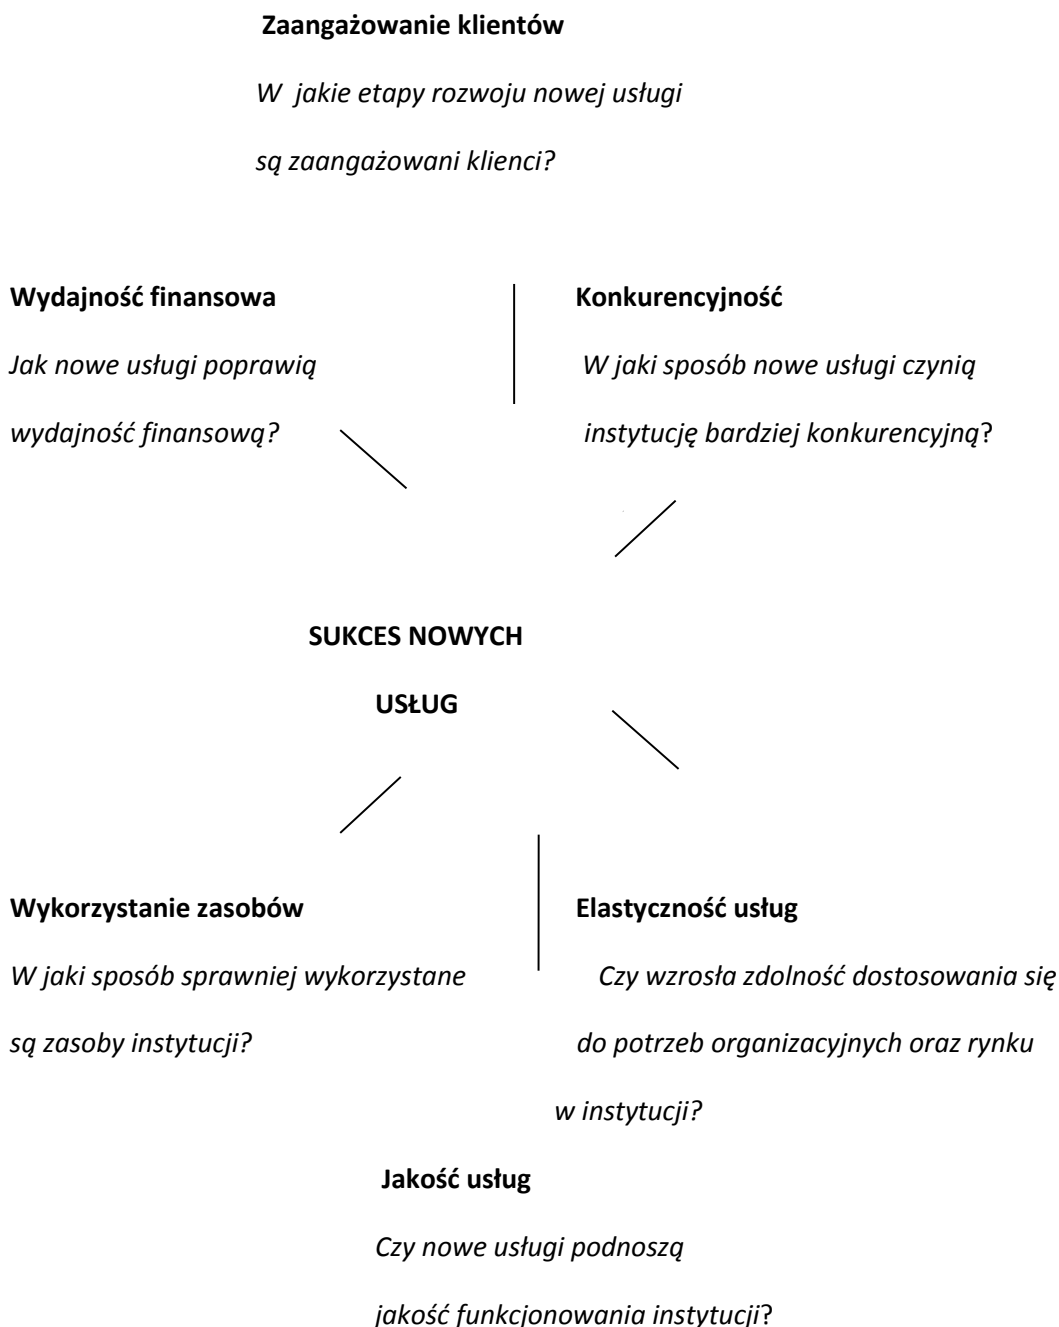 Zaangażowanie klientów
W jakie etapy rozwoju nowej usługi
są zaangażowani klienci?
Wydajność finansowa
Jak nowe usługi poprawią
wydajność finansową?
Konkurencyjność
W jaki sposób nowe usługi czynią
instytucję bardziej konkurencyjną?
SUKCES NOWYCH
USŁUG
Wykorzystanie zasobów
W jaki sposób sprawniej wykorzystane
są zasoby instytucji?
Elastyczność usług
Czy wzrosła zdolność dostosowania się
do potrzeb organizacyjnych oraz rynku
w instytucji?
Jakość usług
Czy nowe usługi podnoszą
jakość funkcjonowania instytucji?